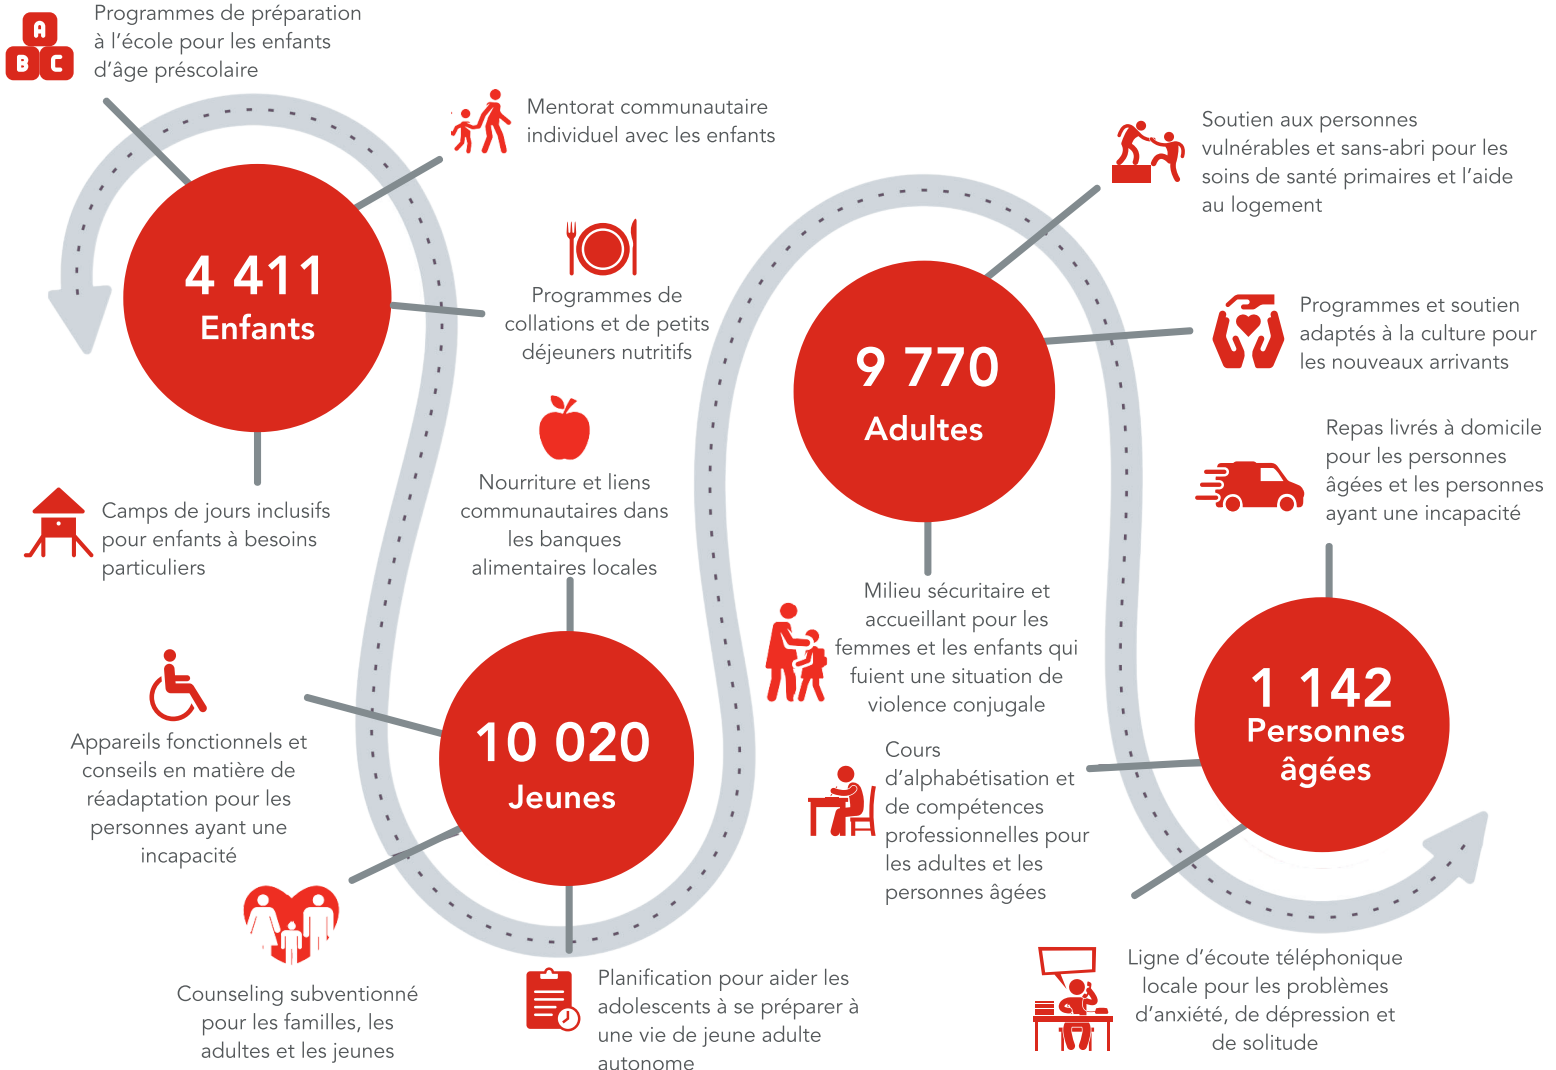 A
B C
Programmes de préparation
à l'école pour les enfants
d'âge préscolaire
Mentorat communautaire
individuel avec les enfants
4 411
Enfants
Programmes de
collations et de petits
déjeuners nutritifs
Camps de jours inclusifs
pour enfants à besoins
particuliers
Nourriture et liens
communautaires dans
les banques
alimentaires locales
10 020
Jeunes
Appareils fonctionnels et
conseils en matière de
réadaptation pour les
personnes ayant une
incapacité
Counseling subventionné
pour les familles, les
adultes et les jeunes
Planification pour aider les
adolescents à se préparer à
une vie de jeune adulte
autonome
Soutien aux personnes
vulnérables et sans-abri pour les
soins de santé primaires et l'aide
au logement
9 770
Adultes
Programmes et soutien
adaptés à la culture pour
les nouveaux arrivants
Milieu sécuritaire et
accueillant pour les
femmes et les enfants qui
fuient une situation de
violence conjugale
Repas livrés à domicile
pour les personnes
âgées et les personnes
ayant une incapacité
1 142
Personnes
âgées
Cours
d'alphabétisation et
de compétences
professionnelles pour
les adultes et les
personnes âgées
Ligne d'écoute téléphonique
locale pour les problèmes
d'anxiété, de dépression et
de solitude